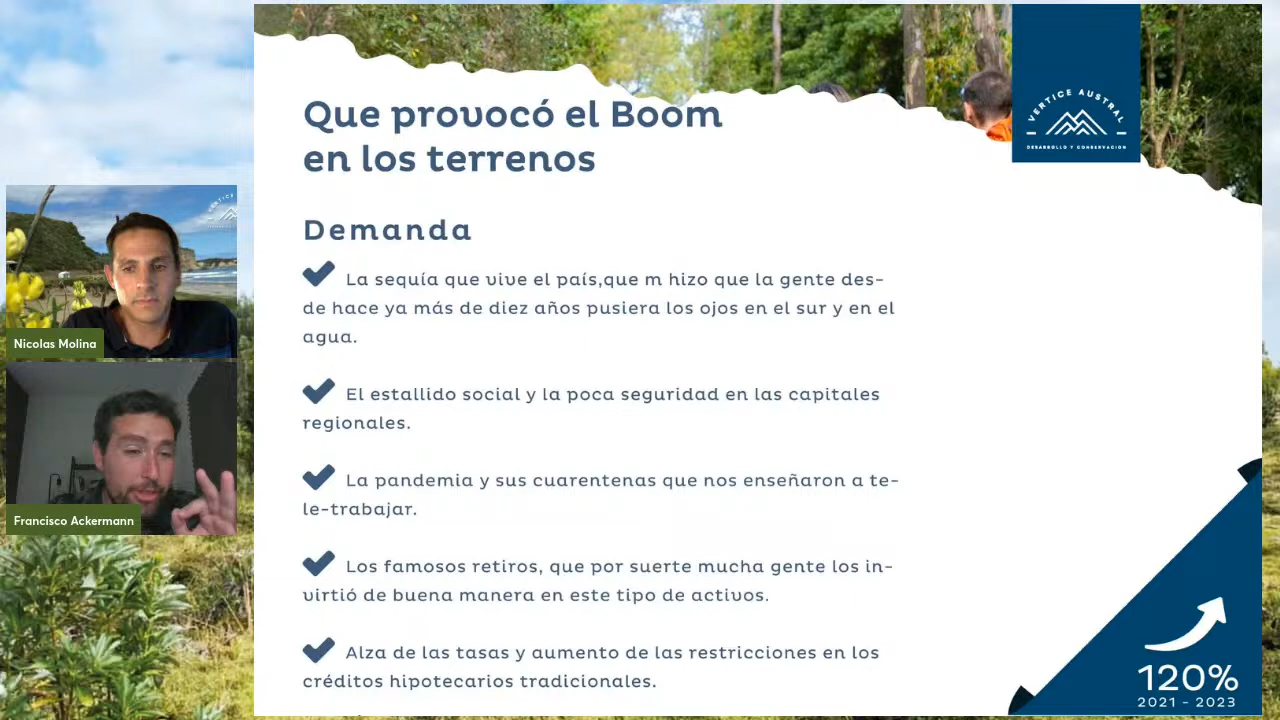 Que provocó el Boom
en los terrenos
VERTICE AUSTRAL
DESARROLLO Y CONSERVACION
Demanda
La sequía que vive el país,que m hizo que la gente des-
de hace ya más de diez años pusiera los ojos en el sur y en el
agua.
El estallido social y la poca seguridad en las capitales
regionales.
La pandemia y sus cuarentenas que nos enseñaron a te-
le-trabajar.
Los famosos retiros, que por suerte mucha gente los in-
virtió de buena manera en este tipo de activos.
Alza de las tasas y aumento de las restricciones en los
créditos hipotecarios tradicionales.
120%
2021 - 2023
Nicolas Molina
Francisco Ackermann